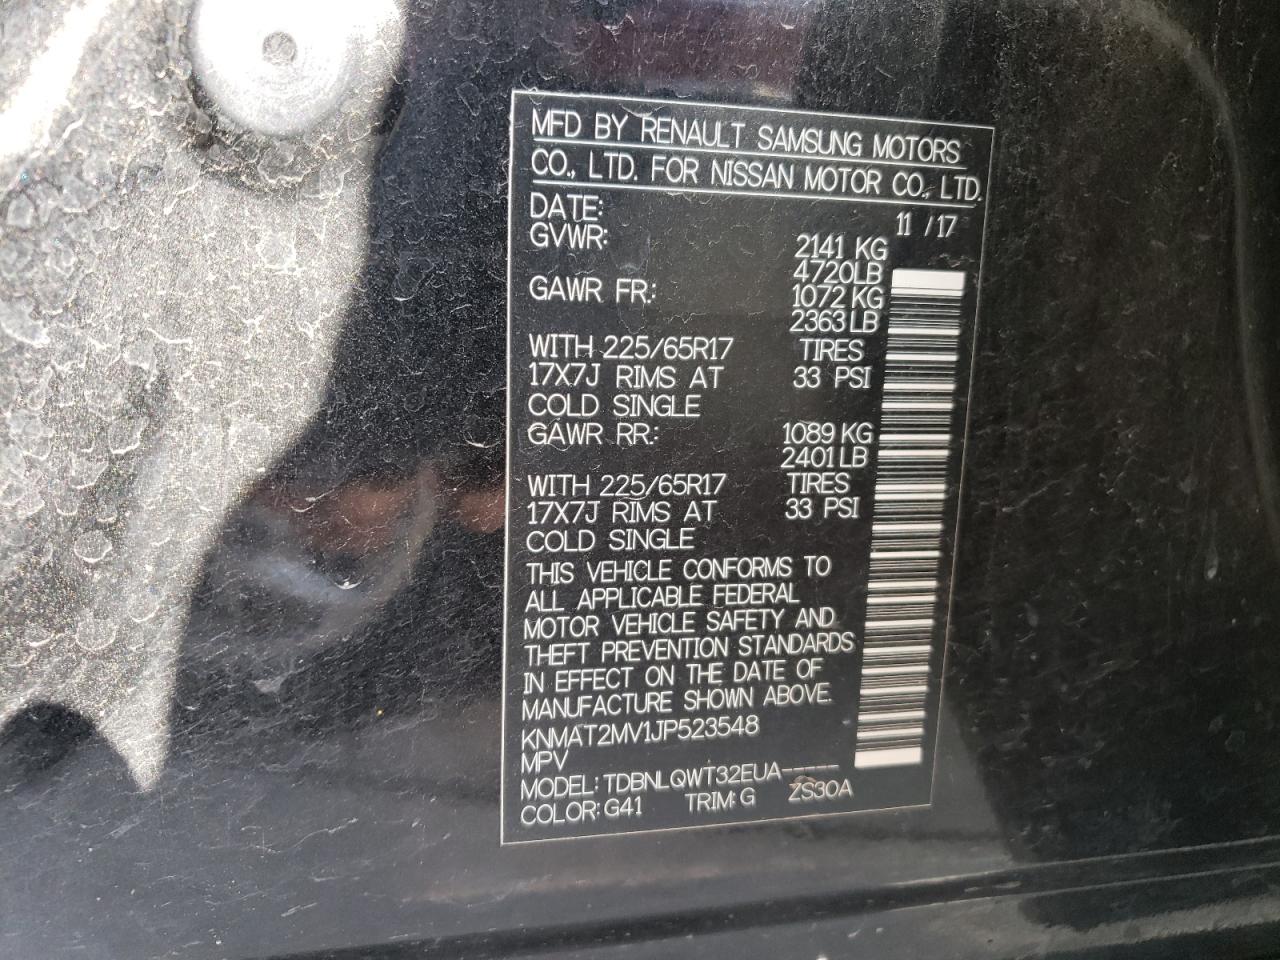 MFD BY RENAULT SAMSUNG MOTORS
CO., LTD. FOR NISSAN MOTOR CO., LTD.
DATE: 11 /17
GVWR: 2141 KG
4720LB
GAWR FR.: 1072 KG
2363 LB
WITH 225/65R17 TIRES
17X7J RIMS AT 33 PSI
COLD SINGLE
GAWR RR.: 1089 KG
2401 LB
WITH 225/65R17 TIRES
17X7J RIMS AT 33 PSI
COLD SINGLE
THIS VEHICLE CONFORMS TO
ALL APPLICABLE FEDERAL
MOTOR VEHICLE SAFETY AND
THEFT PREVENTION STANDARDS
IN EFFECT ON THE DATE OF
MANUFACTURE SHOWN ABOVE.
KNMAT2MV1JP523548
MPV
MODEL: TDBNLQWT32EUA-----
COLOR: G41 TRIM: G ZS30A